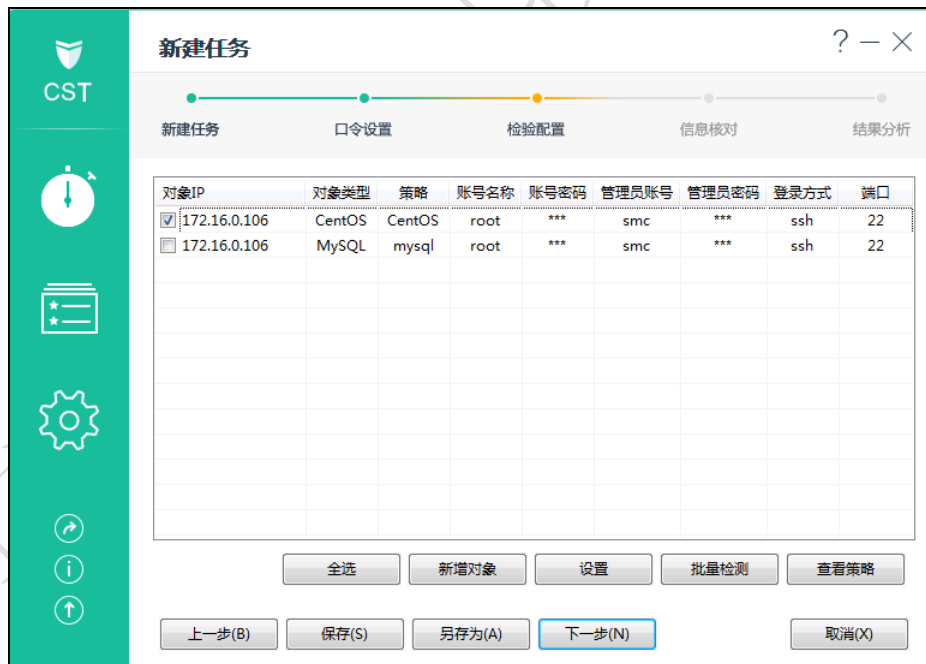 CST
新建任务
新建任务 口令设置 检验配置 信息核对 结果分析
对象IP 对象类型 策略 账号名称 账号密码 管理员账号 管理员密码 登录方式 端口
172.16.0.106 CentOS CentOS root *** smc *** ssh 22
172.16.0.106 MySQL mysql root *** smc *** ssh 22
全选 新增对象 设置 批量检测 查看策略
上一步(B) 保存(S) 另存为(A) 下一步(N) 取消(X)